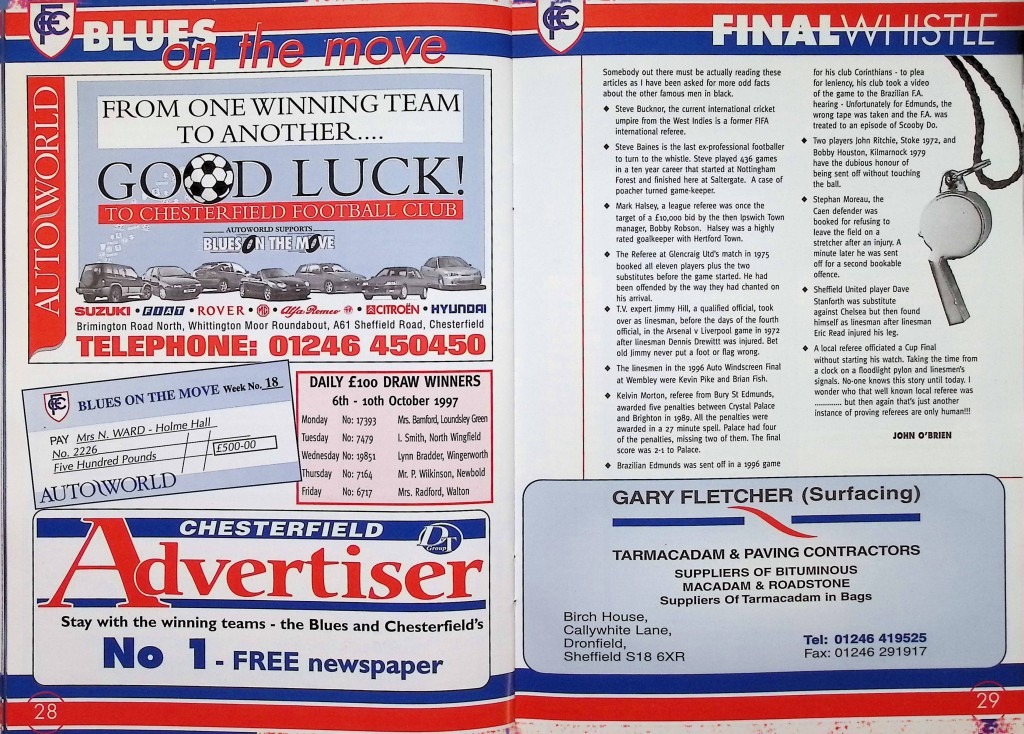 BLUES
on the move
AUTOWORLD
FROM ONE WINNING TEAM
TO ANOTHER....
GOOD LUCK!
TO CHESTERFIELD FOOTBALL CLUB
AUTOWORLD SUPPORTS
BLUES ON THE MOVE
SUZUKI • FIAT • ROVER • MG • Alfa Romeo • CITROËN • HYUNDAI
Brimington Road North, Whittington Moor Roundabout, A61 Sheffield Road, Chesterfield
TELEPHONE: 01246 450450
BLUES ON THE MOVE Week No. 18
PAY Mrs N. WARD - Holme Hall
No. 2226
Five Hundred Pounds
£500-00
AUTOWORLD
DAILY £100 DRAW WINNERS
6th - 10th October 1997
Monday No: 17393 Mrs. Bamford, Loundsley Green
Tuesday No: 7479 I. Smith, North Wingfield
Wednesday No: 19851 Lynn Bradder, Wingerworth
Thursday No: 7164 Mr. P. Wilkinson, Newbold
Friday No: 6717 Mrs. Radford, Walton
CHESTERFIELD
DT
Group
Advertiser
Stay with the winning teams - the Blues and Chesterfield's
No 1 - FREE newspaper
28
FINALWHISTLE
Somebody out there must be actually reading these
articles as I have been asked for more odd facts
about the other famous men in black.
◆ Steve Bucknor, the current international cricket
umpire from the West Indies is a former FIFA
international referee.
◆ Steve Baines is the last ex-professional footballer
to turn to the whistle. Steve played 436 games
in a ten year career that started at Nottingham
Forest and finished here at Saltergate. A case of
poacher turned game-keeper.
◆ Mark Halsey, a league referee was once the
target of a £10,000 bid by the then Ipswich Town
manager, Bobby Robson. Halsey was a highly
rated goalkeeper with Hertford Town.
◆ The Referee at Glencraig Utd's match in 1975
booked all eleven players plus the two
substitutes before the game started. He had
been offended by the way they had chanted on
his arrival.
◆ T.V. expert Jimmy Hill, a qualified official, took
over as linesman, before the days of the fourth
official, in the Arsenal v Liverpool game in 1972
after linesman Dennis Drewitt was injured. Bet
old Jimmy never put a foot or flag wrong.
◆ The linesmen in the 1996 Auto Windscreen Final
at Wembley were Kevin Pike and Brian Fish.
◆ Kelvin Morton, referee from Bury St Edmunds,
awarded five penalties between Crystal Palace
and Brighton in 1989. All the penalties were
awarded in a 27 minute spell. Palace had four
of the penalties, missing two of them. The final
score was 2-1 to Palace.
◆ Brazilian Edmunds was sent off in a 1996 game
for his club Corinthians - to plea
for leniency, his club took a video
of the game to the Brazilian F.A.
hearing - Unfortunately for Edmunds, the
wrong tape was taken and the F.A. was
treated to an episode of Scooby Do.
◆ Two players John Ritchie, Stoke 1972, and
Bobby Houston, Kilmarnock 1979
have the dubious honour of
being sent off without touching
the ball.
◆ Stephan Moreau, the
Caen defender was
booked for refusing to
leave the field on a
stretcher after an injury. A
minute later he was sent
off for a second bookable
offence.
◆ Sheffield United player Dave
Stanforth was substitute
against Chelsea but then found
himself as linesman after linesman
Eric Read injured his leg.
◆ A local referee officiated a Cup Final
without starting his watch. Taking the time from
a clock on a floodlight pylon and linesmen's
signals. No-one knows this story until today. I
wonder who that well known local referee was
.............. but then again that's just another
instance of proving referees are only human!!!
JOHN O'BRIEN
GARY FLETCHER (Surfacing)
TARMACADAM & PAVING CONTRACTORS
SUPPLIERS OF BITUMINOUS
MACADAM & ROADSTONE
Suppliers Of Tarmacadam in Bags
Birch House,
Callywhite Lane,
Dronfield,
Sheffield S18 6XR
Tel: 01246 419525
Fax: 01246 291917
29